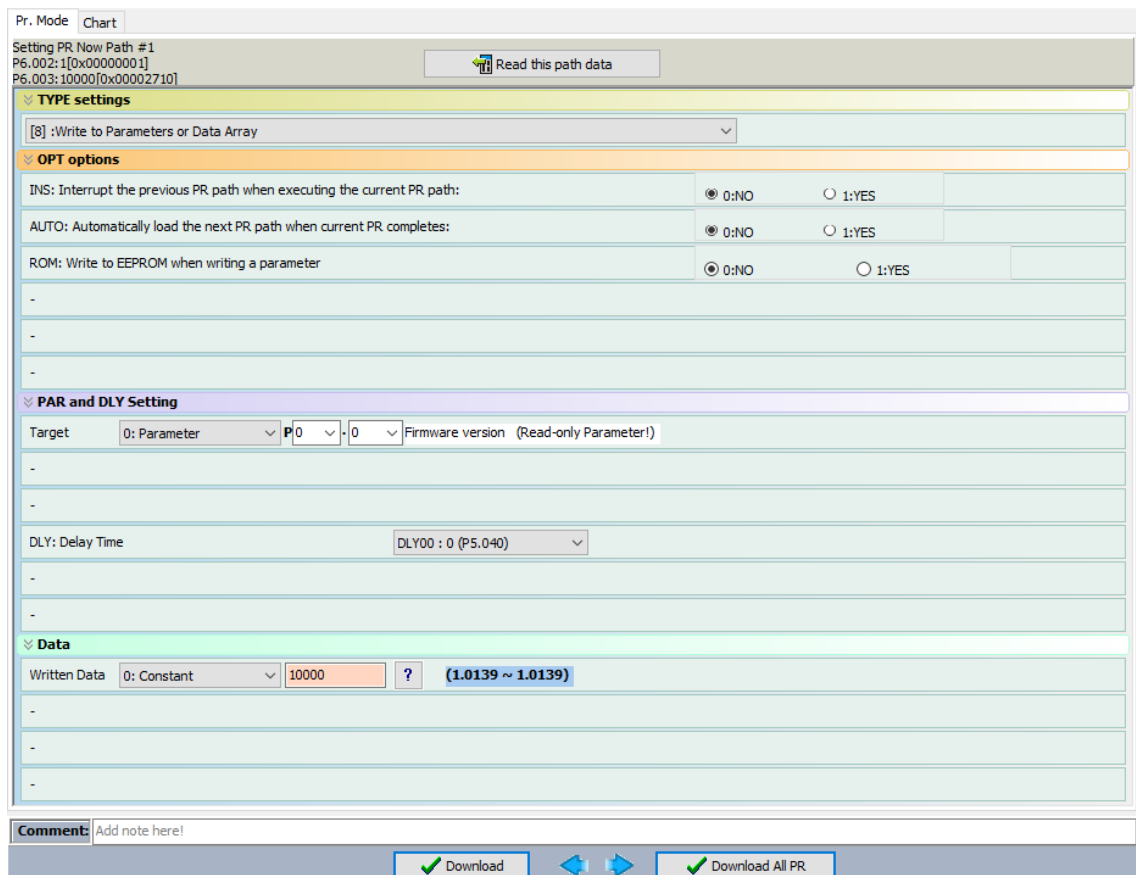 Pr. Mode Chart
Setting PR Now Path #1
P6.002:1[0x00000001]
P6.003:10000[0x00002710]
Read this path data
TYPE settings
[8] :Write to Parameters or Data Array
OPT options
INS: Interrupt the previous PR path when executing the current PR path: 0:NO 1:YES
AUTO: Automatically load the next PR path when current PR completes: 0:NO 1:YES
ROM: Write to EEPROM when writing a parameter 0:NO 1:YES
-
-
-
PAR and DLY Setting
Target 0: Parameter P 0 . 0 Firmware version (Read-only Parameter!)
-
-
DLY: Delay Time DLY00 : 0 (P5.040)
-
-
Data
Written Data 0: Constant 10000 ? (1.0139 ~ 1.0139)
-
-
-
Comment: Add note here!
Download Download All PR